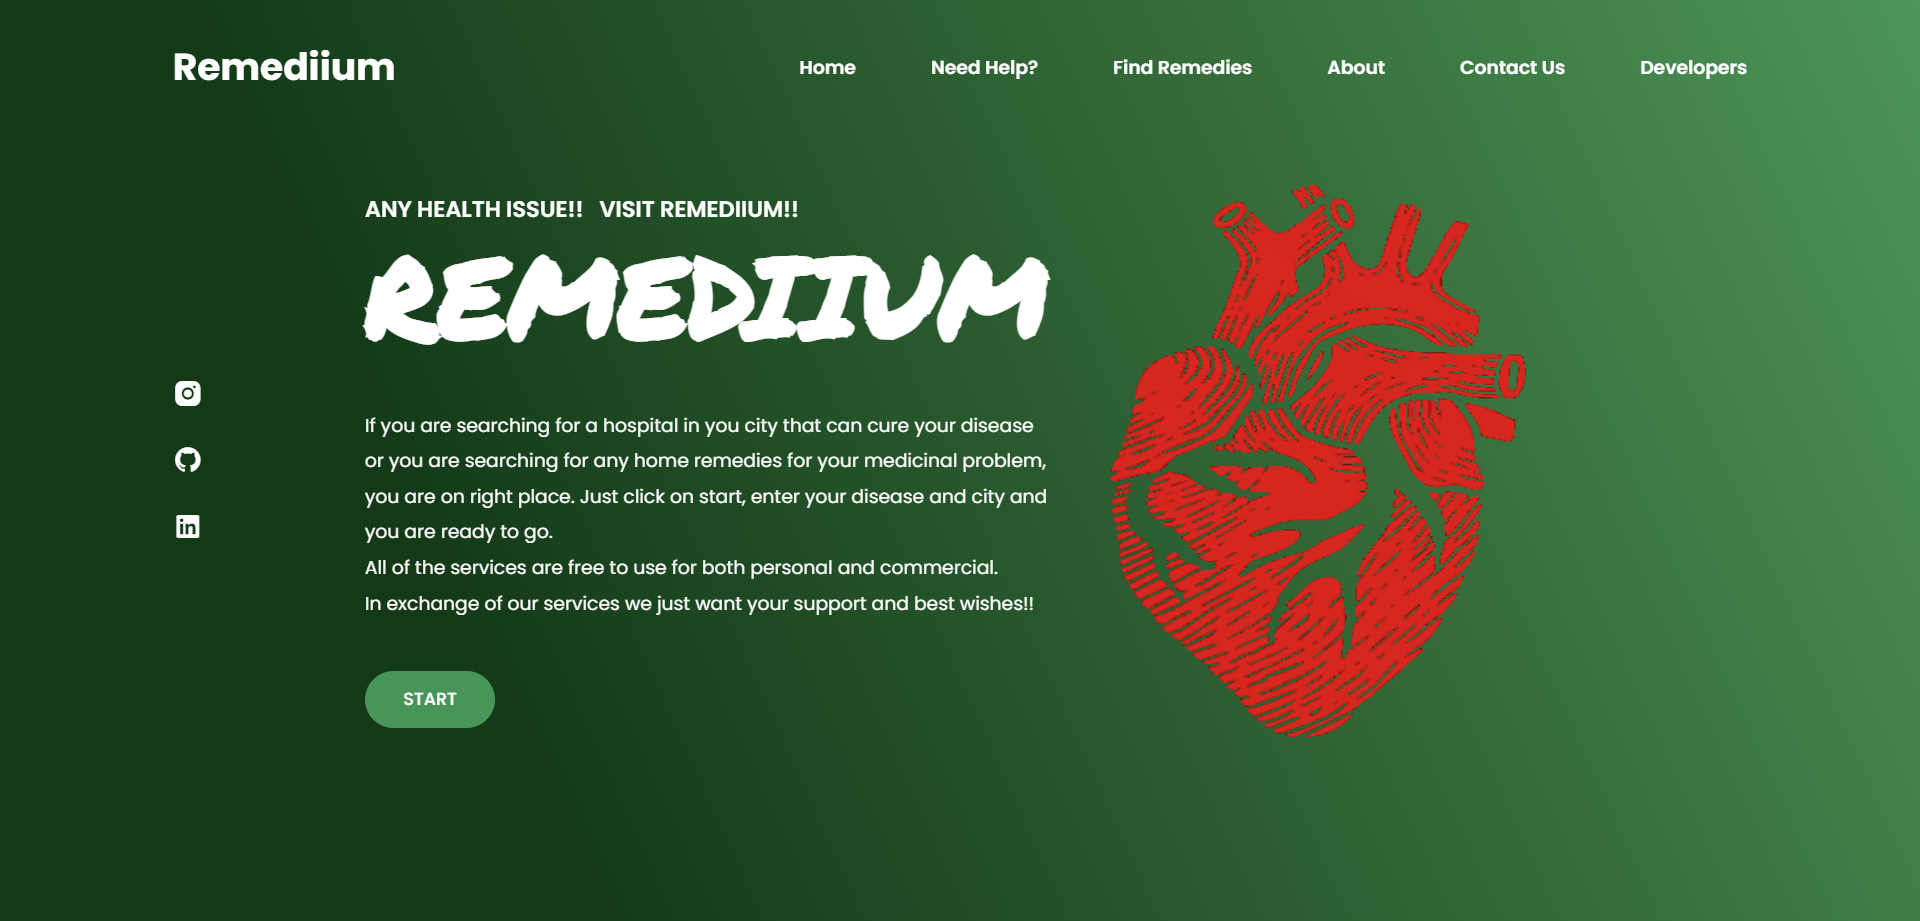 Remediium
Home Need Help? Find Remedies About Contact Us Developers
ANY HEALTH ISSUE!! VISIT REMEDIIUM!!
REMEDIIUM
If you are searching for a hospital in you city that can cure your disease
or you are searching for any home remedies for your medicinal problem,
you are on right place. Just click on start, enter your disease and city and
you are ready to go.
All of the services are free to use for both personal and commercial.
In exchange of our services we just want your support and best wishes!!
START
in